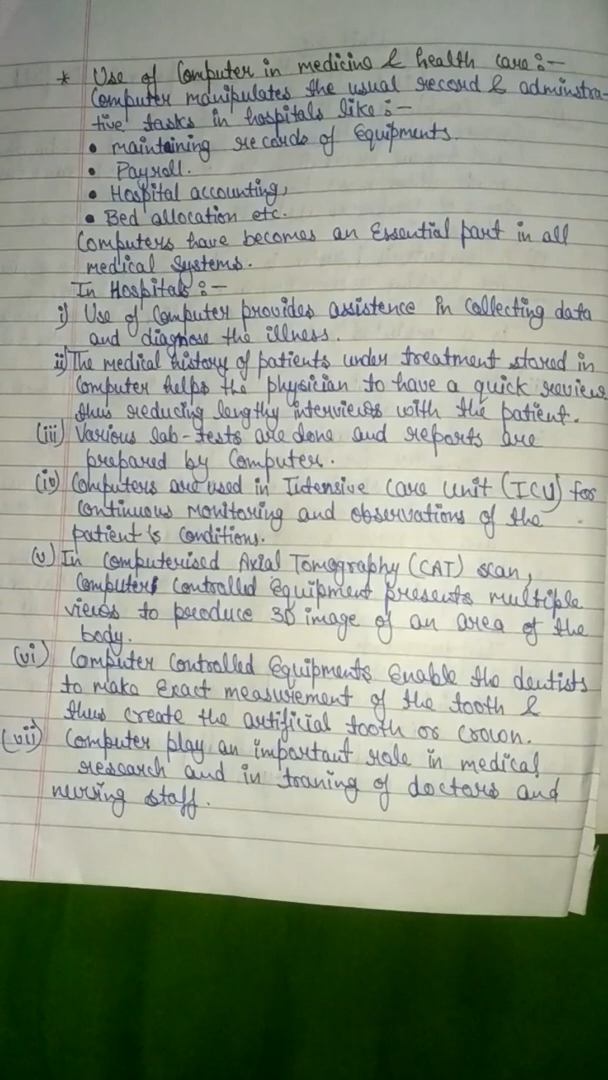 * Use of Computer in medicine & health care :-
Computer manipulates the usual record & adminstra-
tive tasks in hospitals like :-
• maintaining records of Equipments.
• Payroll.
• Hospital accounting,
• Bed allocation etc.
Computers have becomes an Essential part in all
medical Systems.
In Hospitals :-
i) Use of Computer provides assistence in Collecting data
and diagnose the illness.
ii) The medical history of patients under treatment stored in
Computer helps the physician to have a quick review
thus reducing lengthy interviews with the patient.
(iii) Various lab-tests are done and reports are
prepared by Computer.
(iv) Computers are used in Intensive Care Unit (ICU) for
Continuous Monitoring and observations of the
patient's conditions.
(v) In Computerised Axial Tomography (CAT) scan,
Computers Controlled Equipment presents multiple
views to produce 3D image of an area of the
body.
(vi) Computer Controlled Equipments Enable the dentists
to make Exact measurement of the tooth &
thus create the artificial tooth or crown.
(vii) Computer play an important role in medical
research and in traning of doctors and
nursing staff.